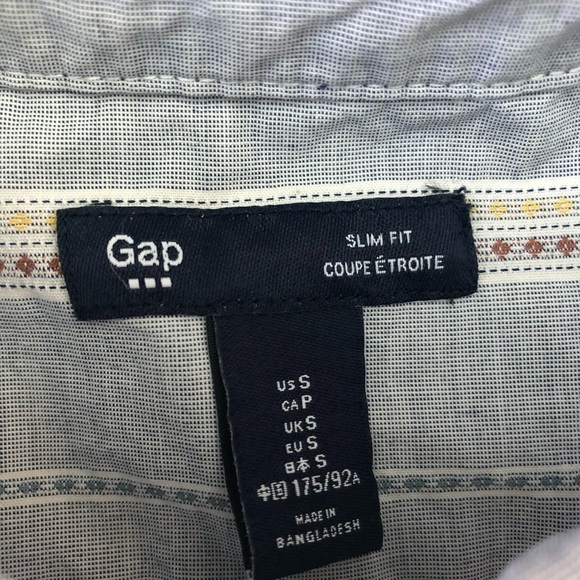 Gap
SLIM FIT
COUPE ÉTROITE
US S
CA P
UK S
EU S
日本 S
中国 175/92A
MADE IN
BANGLADESH